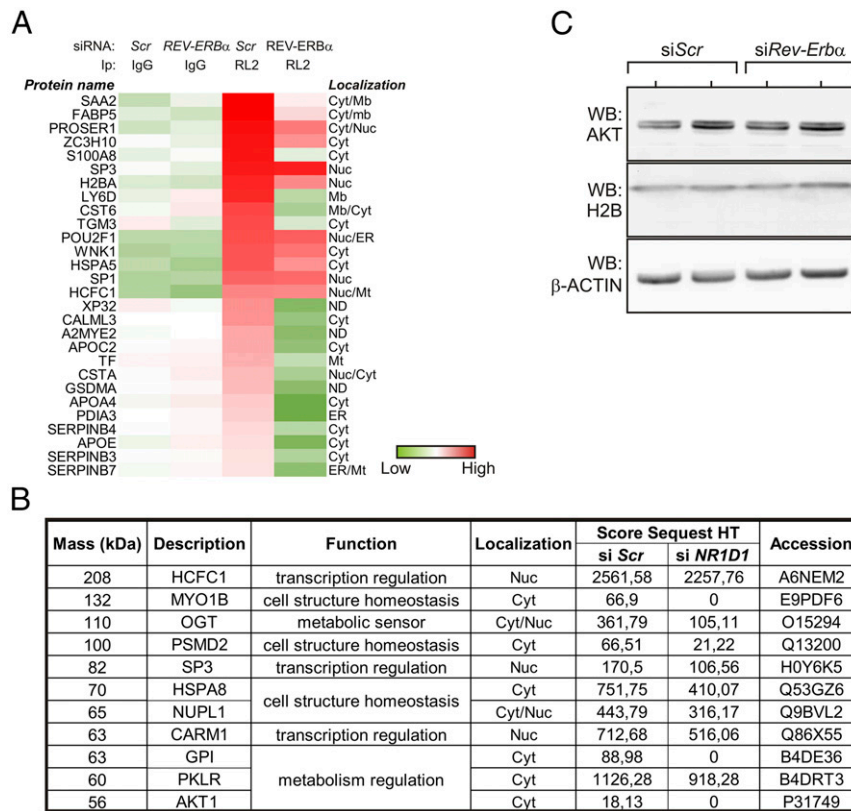 A
siRNA: Scr REV-ERBα Scr REV-ERBα
Ip: IgG IgG RL2 RL2
Protein name Localization
SAA2 Cyt/Mb
FABP5 Cyt/mb
PROSER1 Cyt/Nuc
ZC3H10 Cyt
S100A8 Cyt
SP3 Nuc
H2BA Nuc
LY6D Mb
CST6 Mb/Cyt
TGM3 Cyt
POU2F1 Nuc/ER
WNK1 Cyt
HSPA5 Cyt
SP1 Nuc
HCFC1 Nuc/Mt
XP32 ND
CALML3 Cyt
A2MYE2 ND
APOC2 Cyt
TF Mt
CSTA Nuc/Cyt
GSDMA ND
APOA4 Cyt
PDIA3 ER
SERPINB4 Cyt
APOE Cyt
SERPINB3 Cyt
SERPINB7 ER/Mt
Low High
C
siScr siRev-Erbα
WB:
AKT
WB:
H2B
WB:
β-ACTIN
B
Mass (kDa) Description Function Localization Score Sequest HT Accession
si Scr si NR1D1
208 HCFC1 transcription regulation Nuc 2561,58 2257,76 A6NEM2
132 MYO1B cell structure homeostasis Cyt 66,9 0 E9PDF6
110 OGT metabolic sensor Cyt/Nuc 361,79 105,11 O15294
100 PSMD2 cell structure homeostasis Cyt 66,51 21,22 Q13200
82 SP3 transcription regulation Nuc 170,5 106,56 H0Y6K5
70 HSPA8 cell structure homeostasis Cyt 751,75 410,07 Q53GZ6
65 NUPL1 Cyt/Nuc 443,79 316,17 Q9BVL2
63 CARM1 transcription regulation Nuc 712,68 516,06 Q86X55
63 GPI metabolism regulation Cyt 88,98 0 B4DE36
60 PKLR Cyt 1126,28 918,28 B4DRT3
56 AKT1 Cyt 18,13 0 P31749